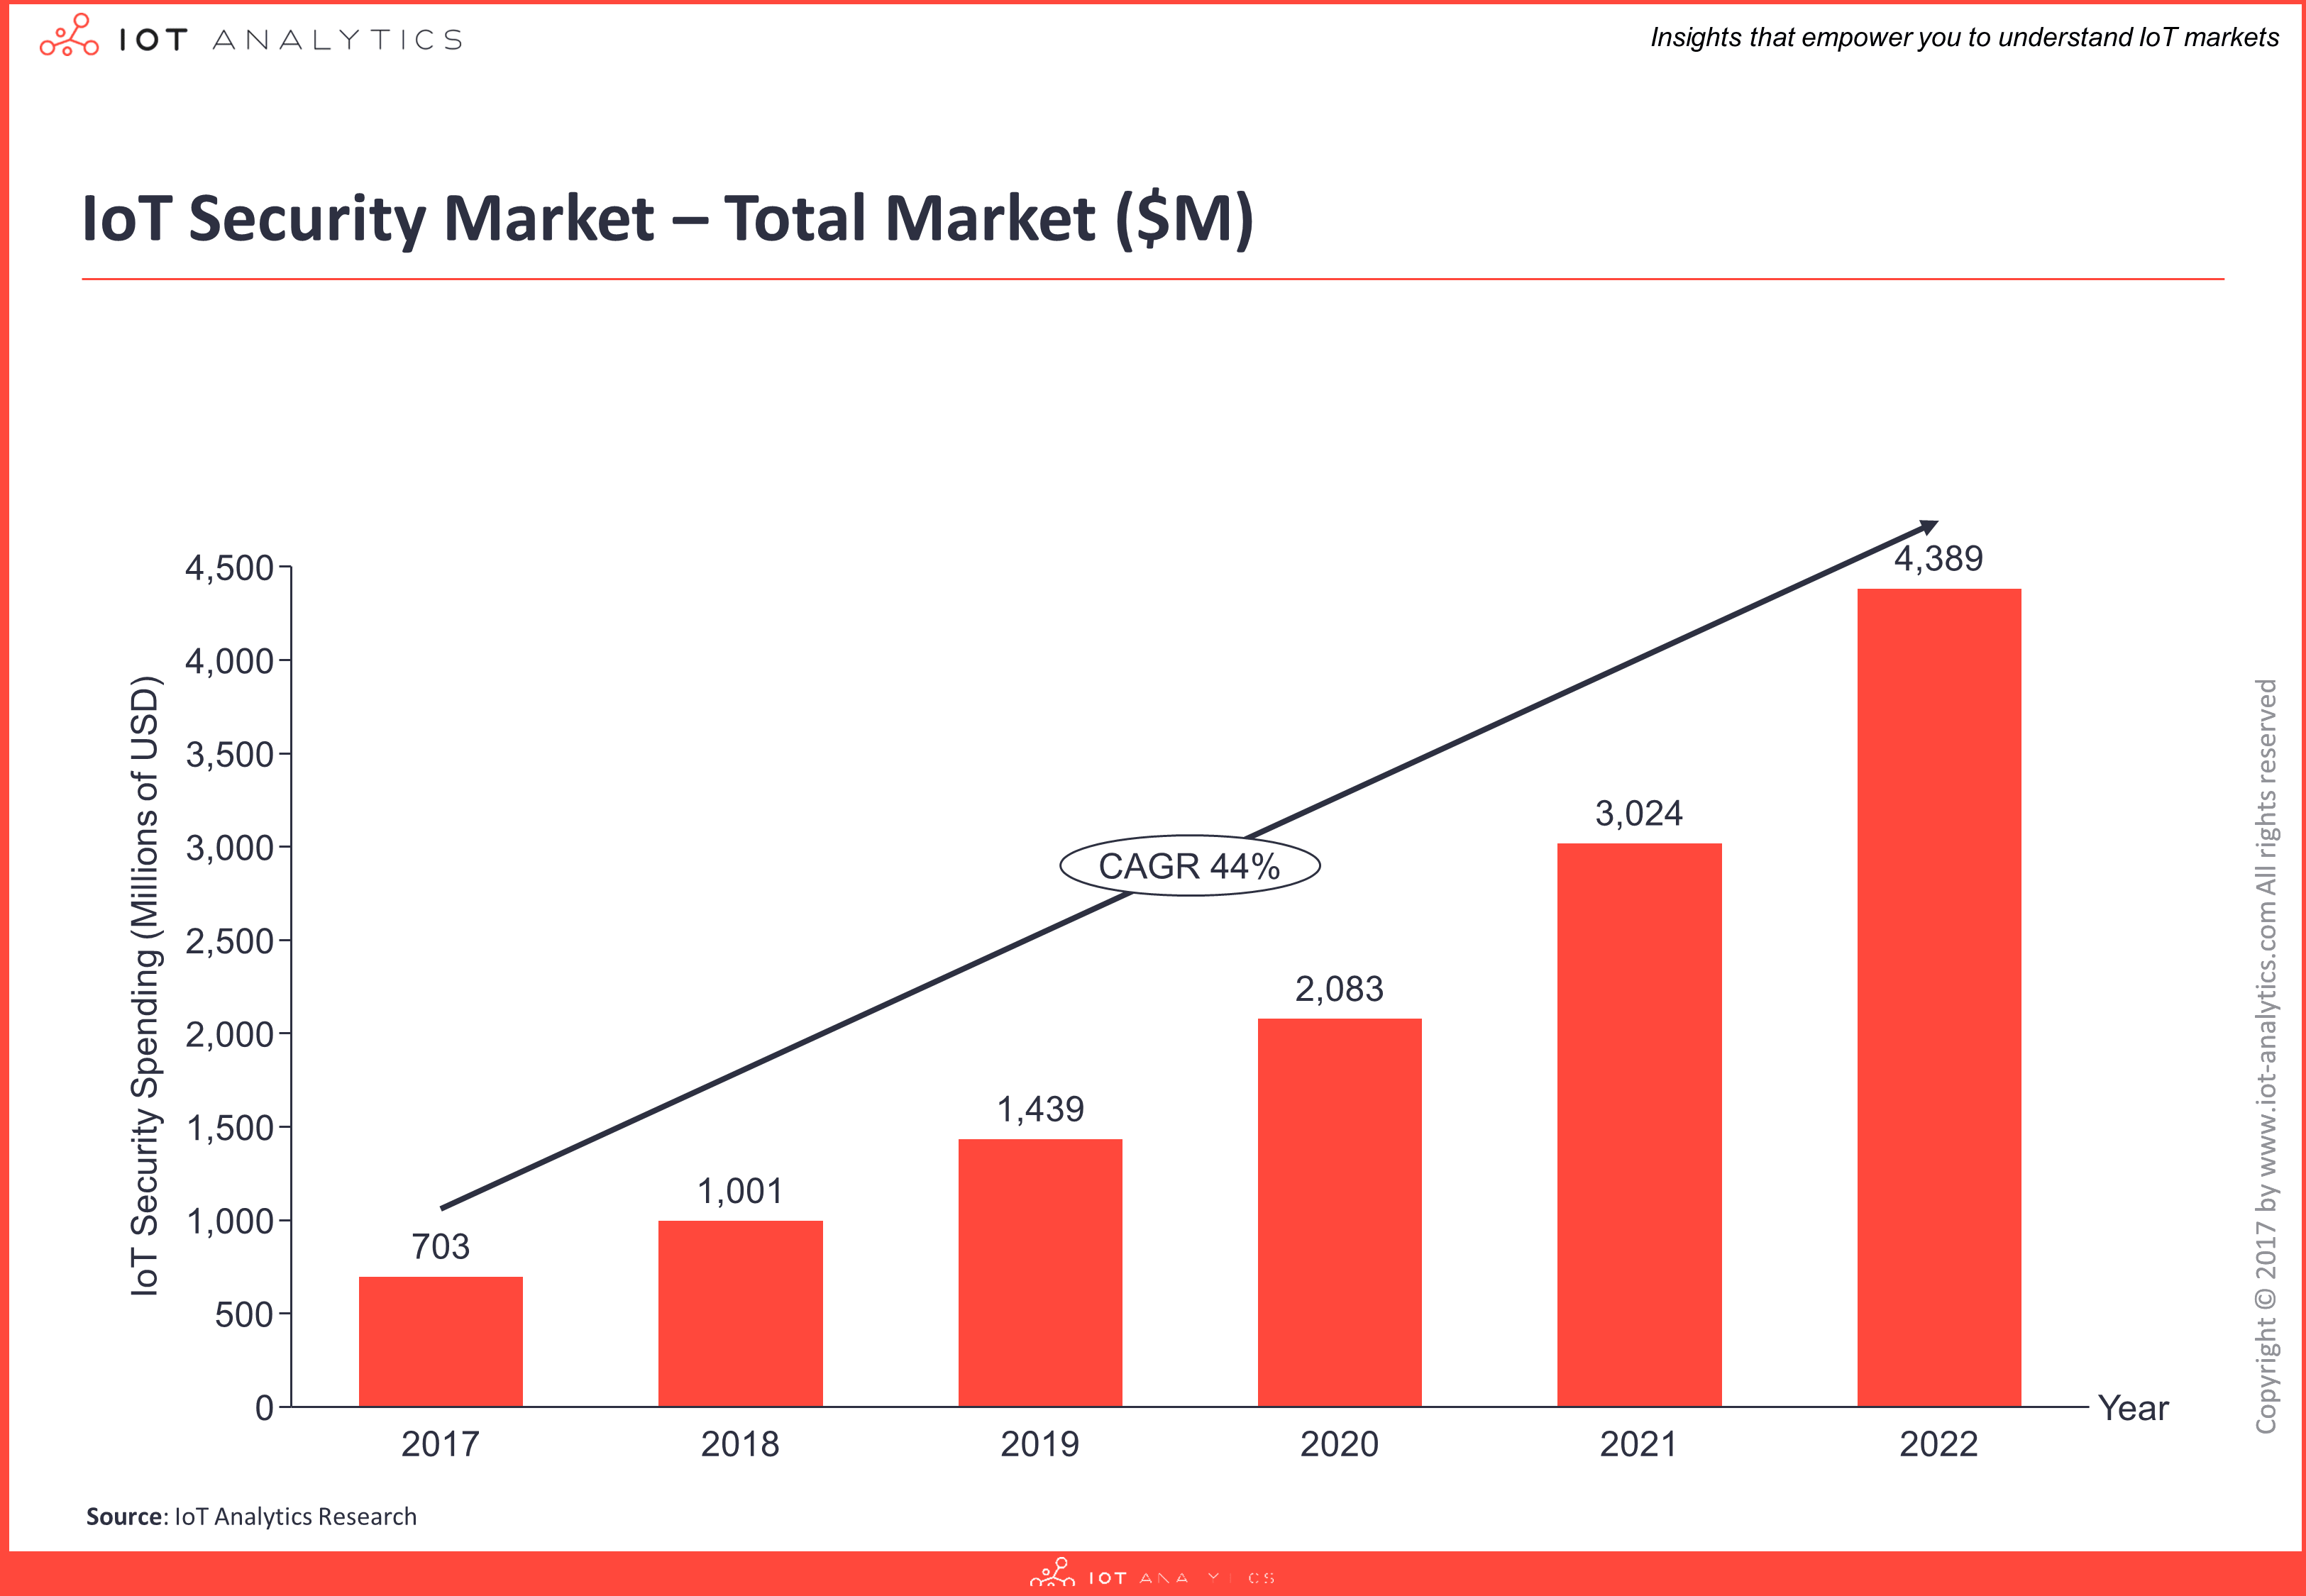 IOT ANALYTICS
Insights that empower you to understand IoT markets
IoT Security Market – Total Market ($M)
IoT Security Spending (Millions of USD)
4,500
4,000
3,500
3,000
2,500
2,000
1,500
1,000
500
0
703
1,001
1,439
2,083
3,024
4,389
CAGR 44%
2017
2018
2019
2020
2021
2022
Year
Source: IoT Analytics Research
Copyright © 2017 by www.iot-analytics.com All rights reserved
IOT